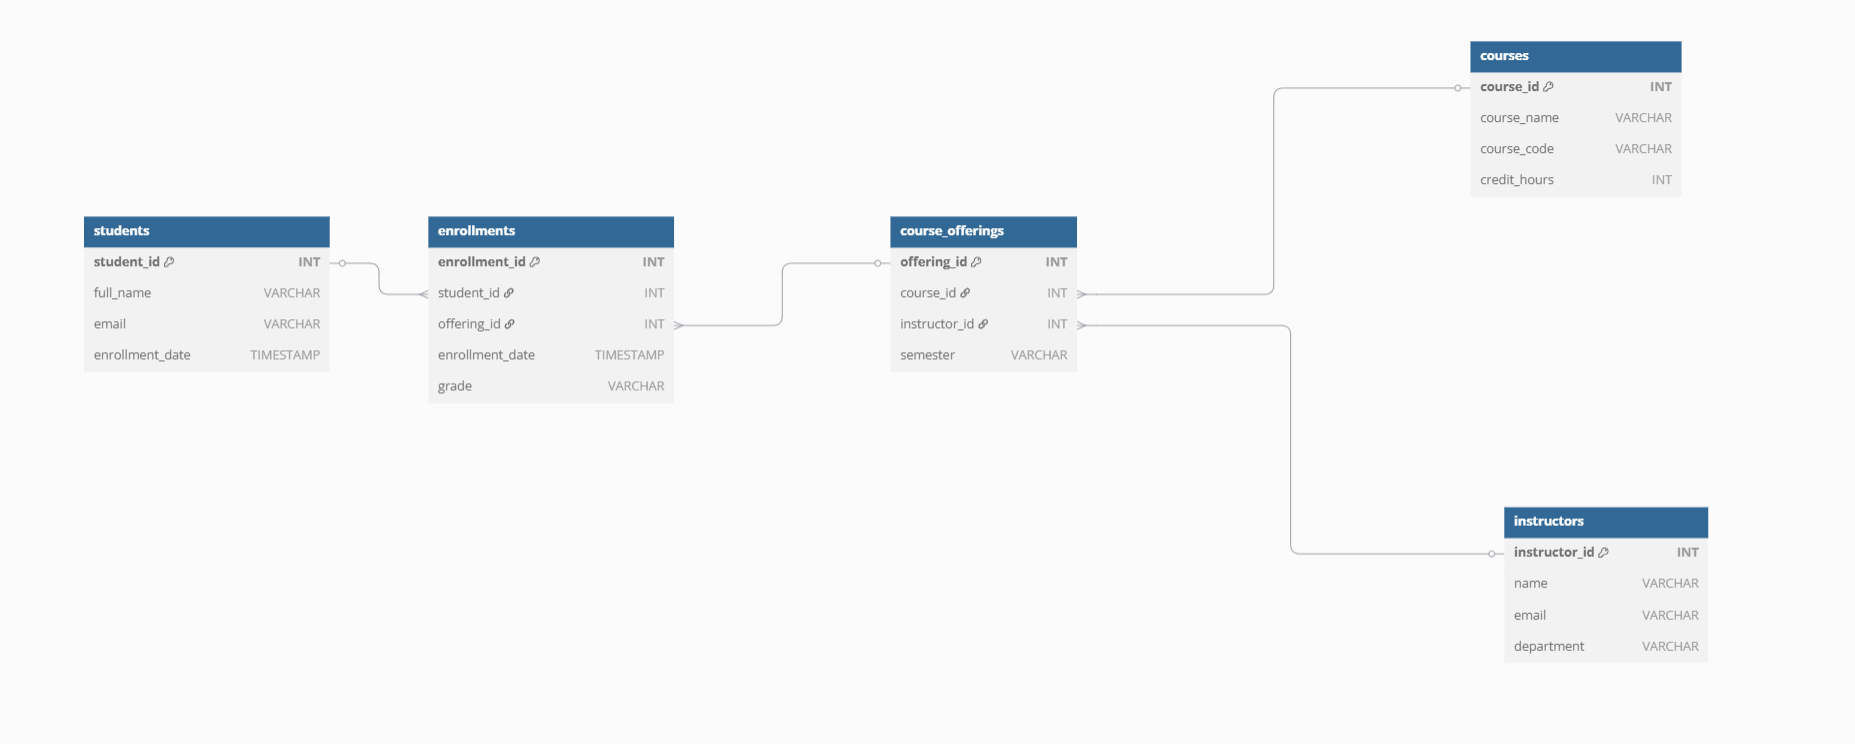 courses
course_id INT
course_name VARCHAR
course_code VARCHAR
credit_hours INT
students
student_id INT
full_name VARCHAR
email VARCHAR
enrollment_date TIMESTAMP
enrollments
enrollment_id INT
student_id INT
offering_id INT
enrollment_date TIMESTAMP
grade VARCHAR
course_offerings
offering_id INT
course_id INT
instructor_id INT
semester VARCHAR
instructors
instructor_id INT
name VARCHAR
email VARCHAR
department VARCHAR